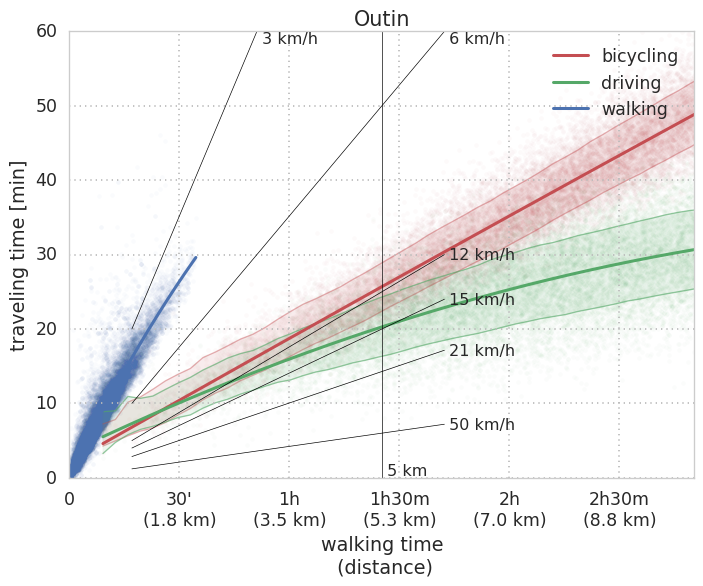 Outin
60
50
40
30
20
10
0
traveling time [min]
3 km/h
6 km/h
12 km/h
15 km/h
21 km/h
50 km/h
5 km
bicycling
driving
walking
0
30'
(1.8 km)
1h
(3.5 km)
1h30m
(5.3 km)
2h
(7.0 km)
2h30m
(8.8 km)
walking time
(distance)